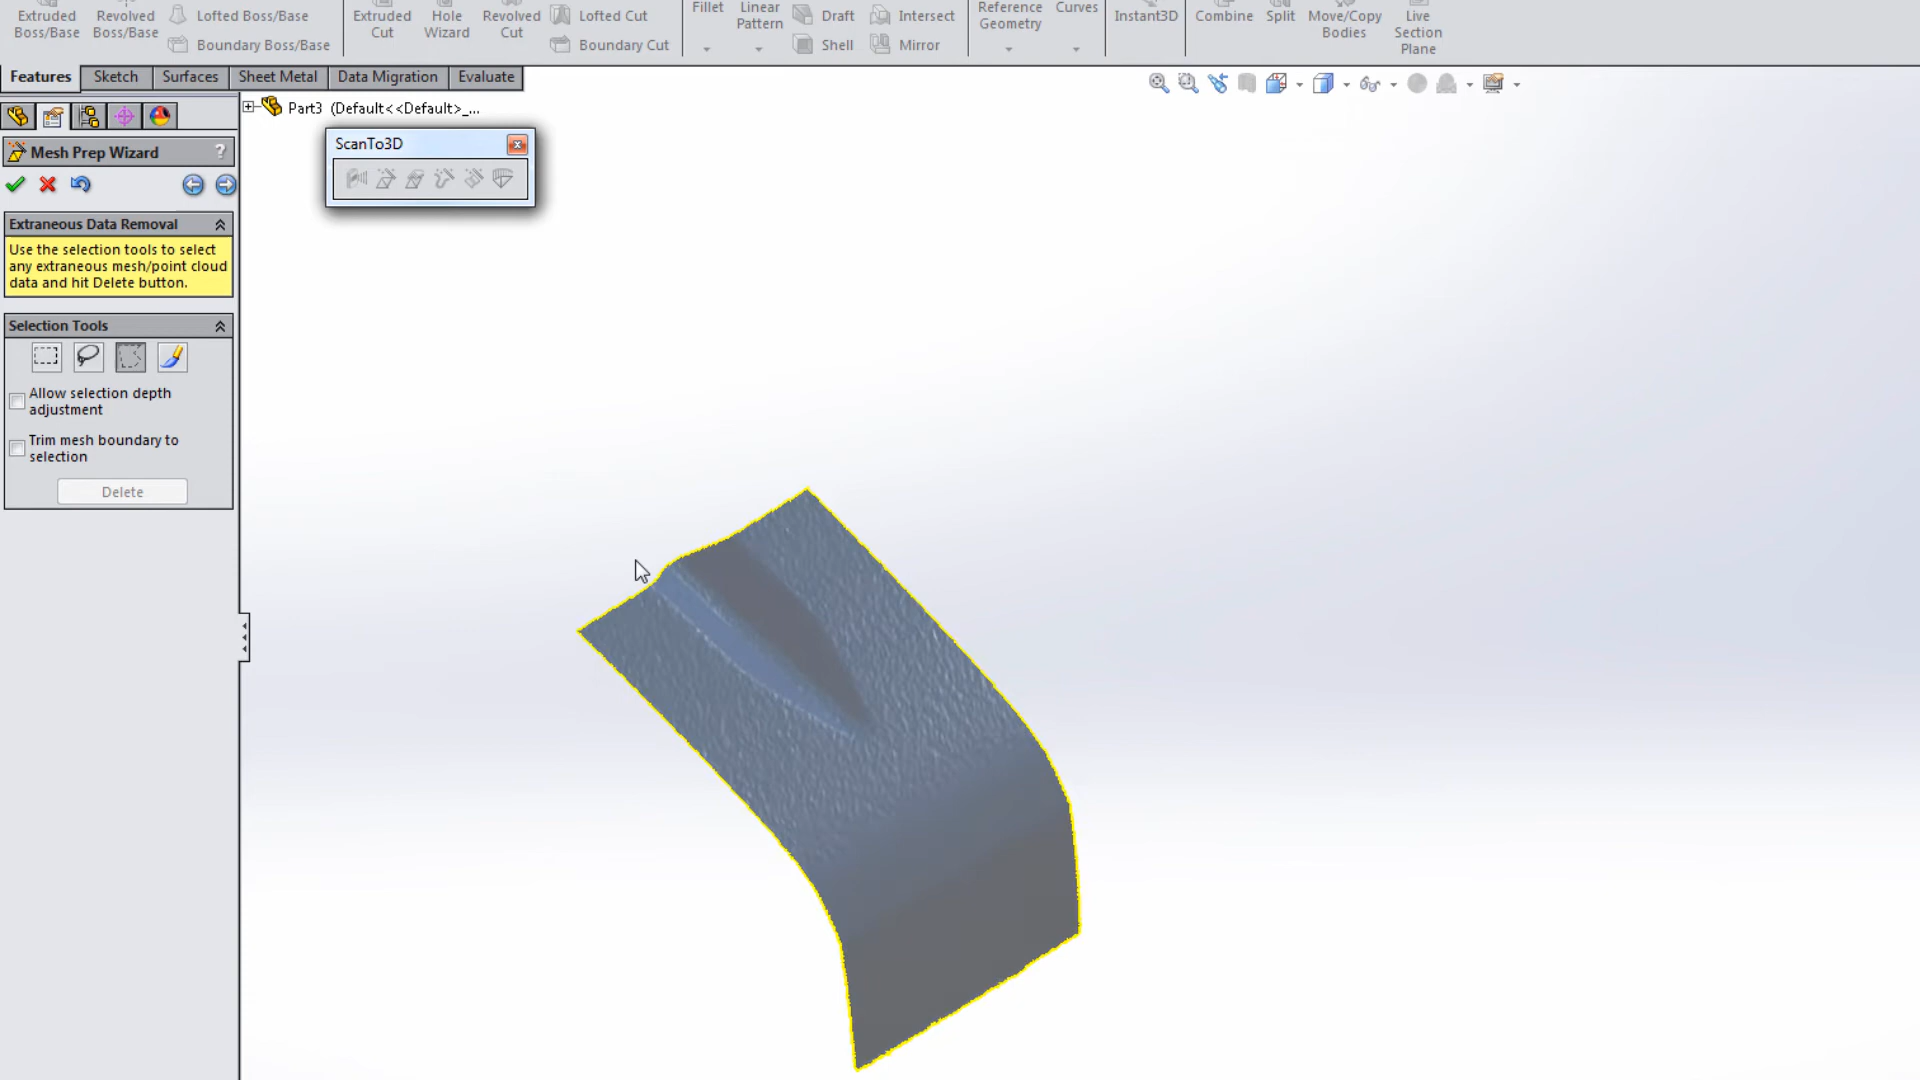 Extruded Boss/Base
Revolved Boss/Base
Lofted Boss/Base
Boundary Boss/Base
Extruded Cut
Hole Wizard
Revolved Cut
Lofted Cut
Boundary Cut
Fillet
Linear Pattern
Draft
Shell
Intersect
Mirror
Reference Geometry
Curves
Instant3D
Combine
Split
Move/Copy Bodies
Live Section Plane
Features
Sketch
Surfaces
Sheet Metal
Data Migration
Evaluate
Part3 (Default<<Default>_...
ScanTo3D
Mesh Prep Wizard
?
Extraneous Data Removal
Use the selection tools to select
any extraneous mesh/point cloud
data and hit Delete button.
Selection Tools
Allow selection depth
adjustment
Trim mesh boundary to
selection
Delete